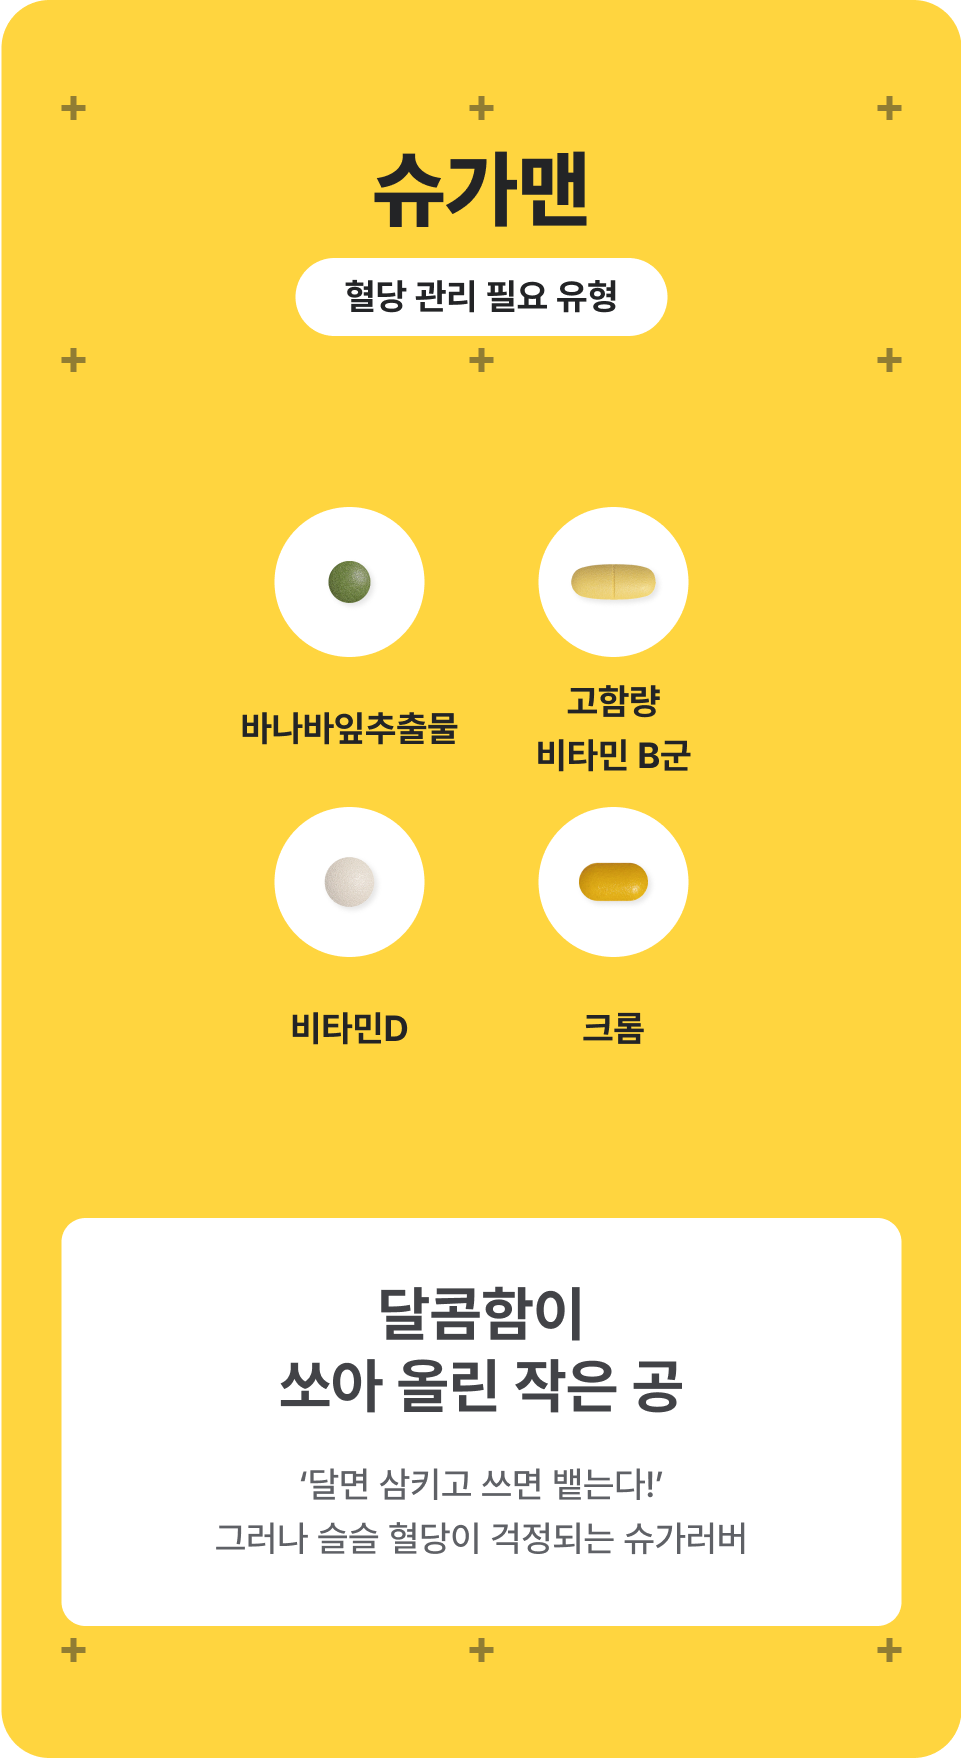 슈가맨
혈당 관리 필요 유형
바나바잎추출물
고함량
비타민 B군
비타민D
크롬
달콤함이
쏘아 올린 작은 공
‘달면 삼키고 쓰면 뱉는다!’
그러나 슬슬 혈당이 걱정되는 슈가러버